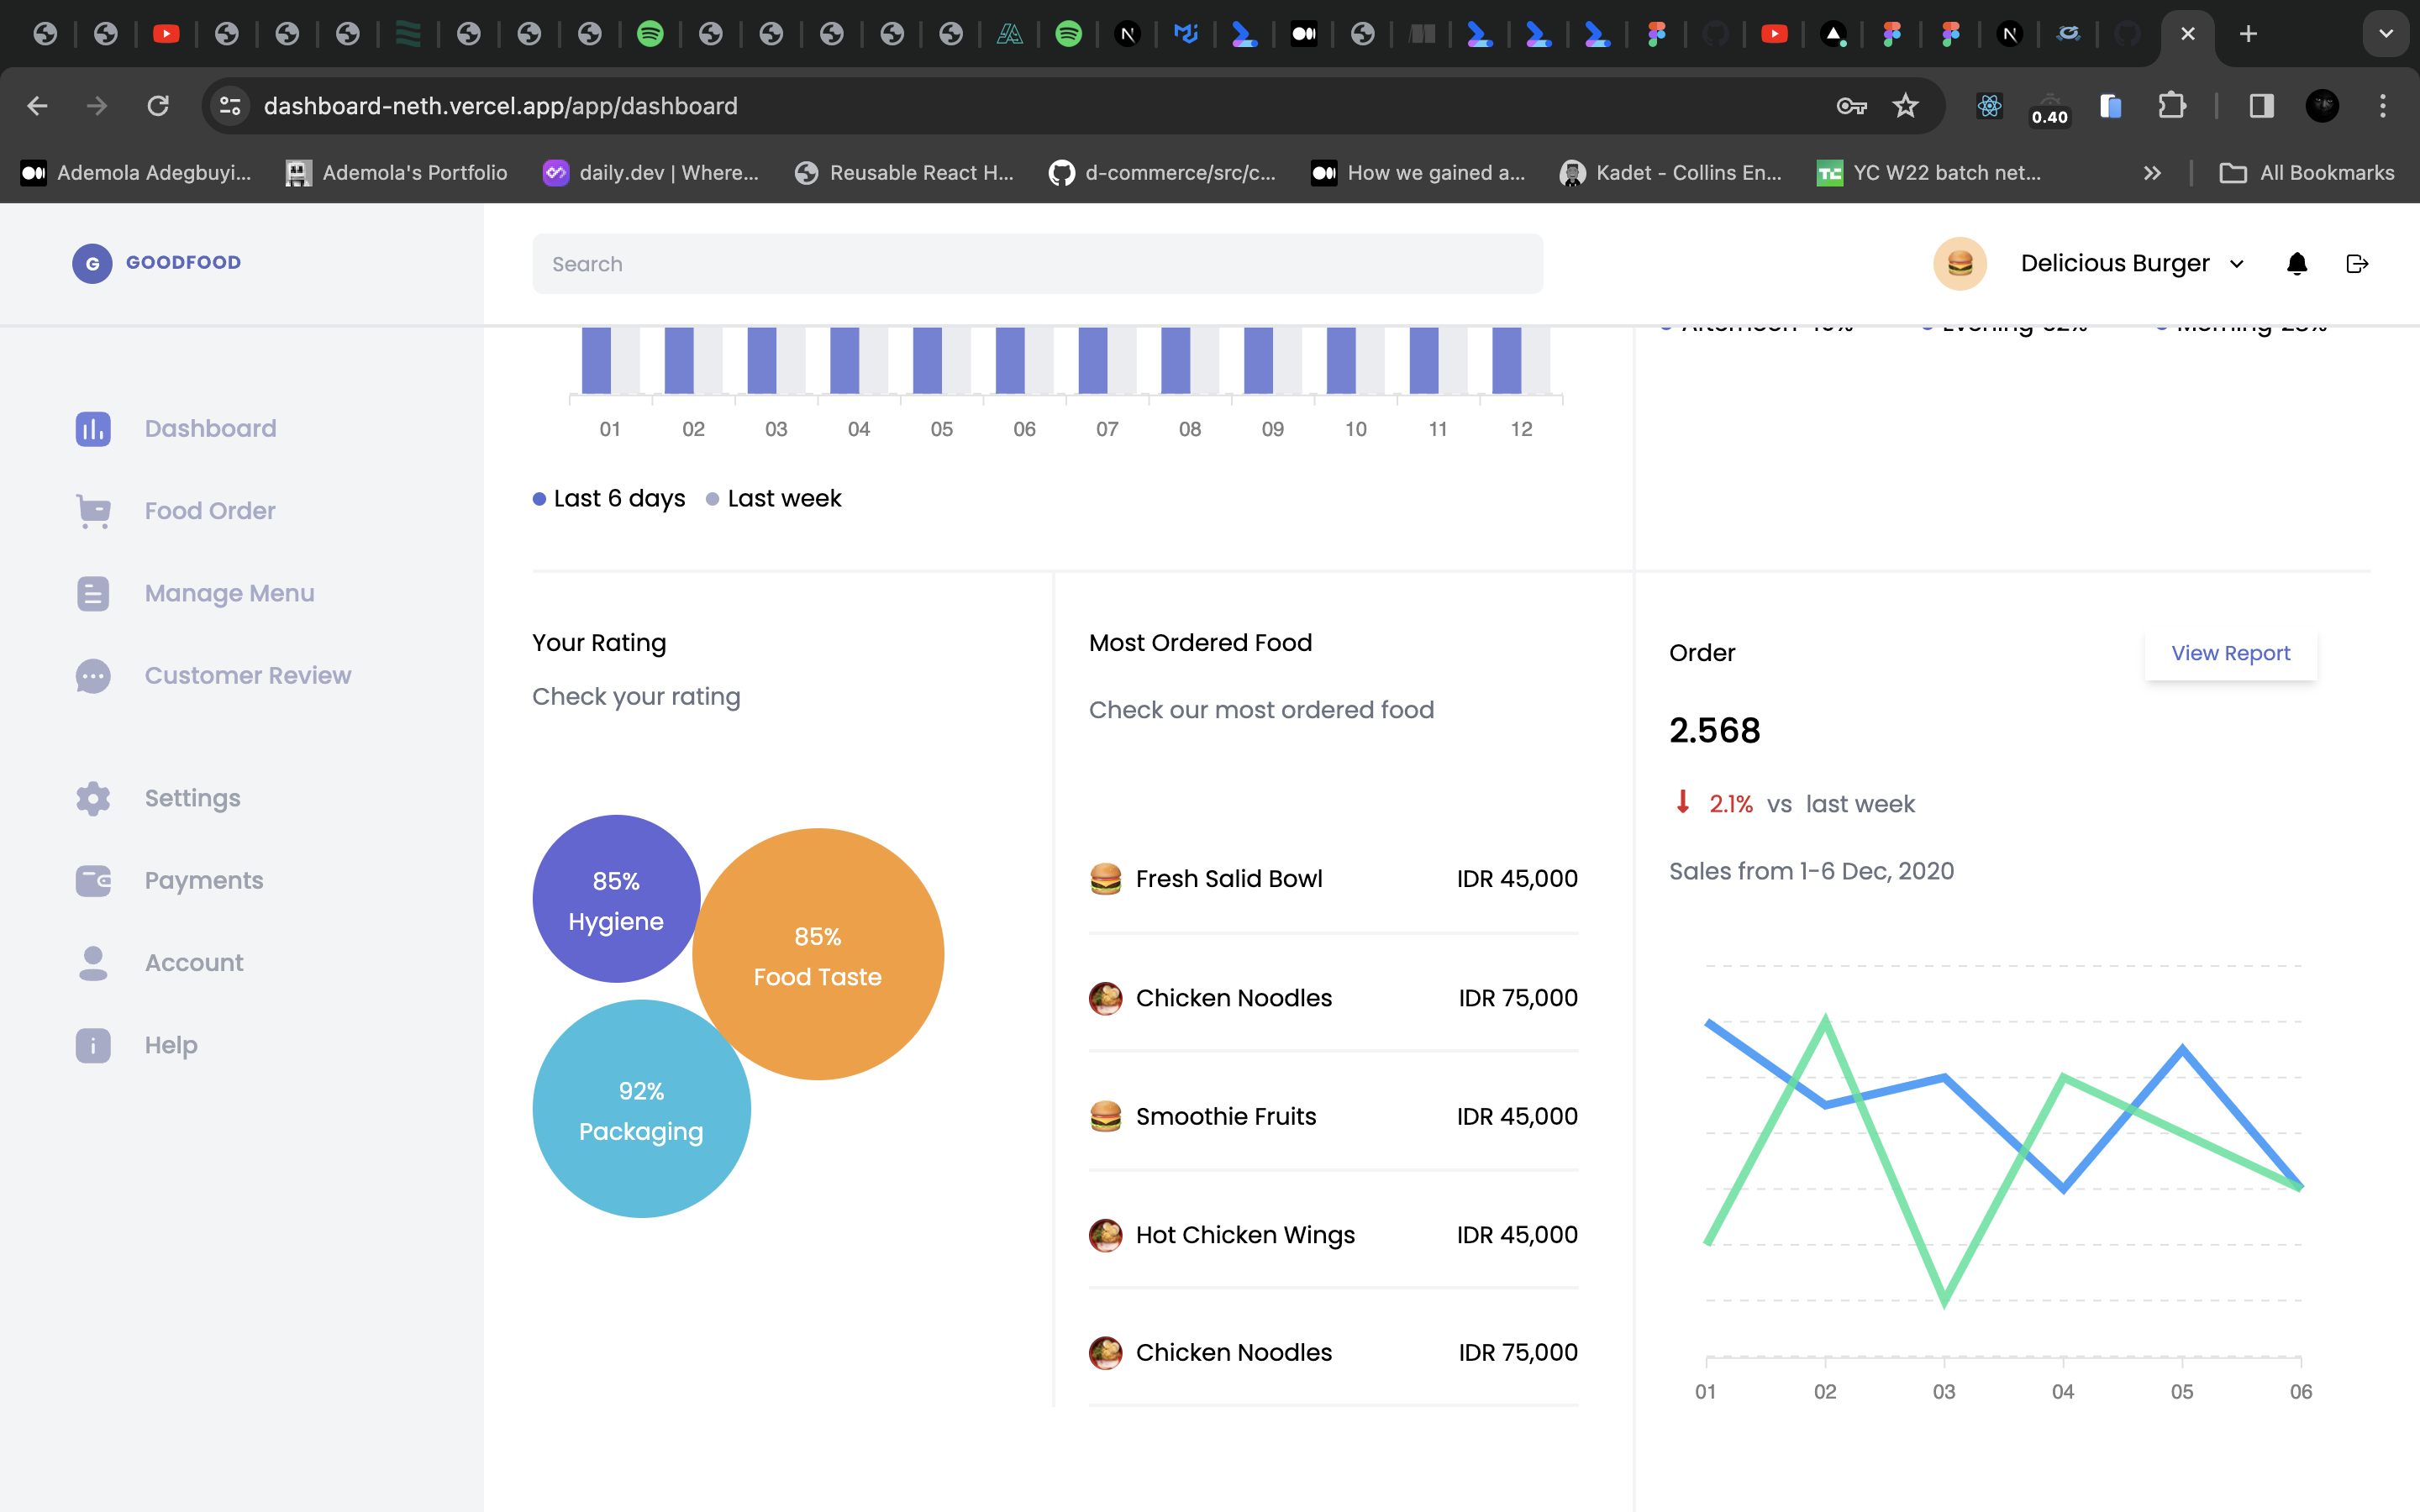 dashboard-neth.vercel.app/app/dashboard
0.40
Ademola Adegbuyi...
Ademola's Portfolio
daily.dev | Where...
Reusable React H...
d-commerce/src/c...
How we gained a...
Kadet - Collins En...
TC YC W22 batch net...
All Bookmarks
G GOODFOOD
Search
Delicious Burger
Dashboard
Food Order
Manage Menu
Customer Review
Settings
Payments
Account
Help
01 02 03 04 05 06 07 08 09 10 11 12
Last 6 days Last week
Your Rating
Check your rating
85%
Hygiene
85%
Food Taste
92%
Packaging
Most Ordered Food
Check our most ordered food
Fresh Salid Bowl IDR 45,000
Chicken Noodles IDR 75,000
Smoothie Fruits IDR 45,000
Hot Chicken Wings IDR 45,000
Chicken Noodles IDR 75,000
Order
View Report
2.568
2.1% vs last week
Sales from 1-6 Dec, 2020
01 02 03 04 05 06